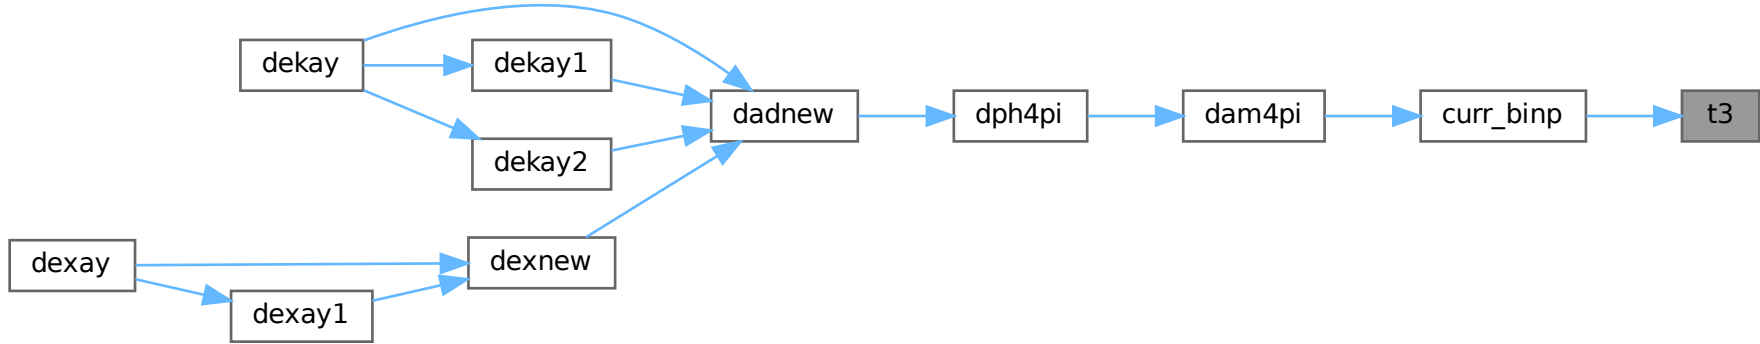 dekay
dekay1
dadnew
dph4pi
dam4pi
curr_binp
t3
dekay2
dexay
dexnew
dexay1